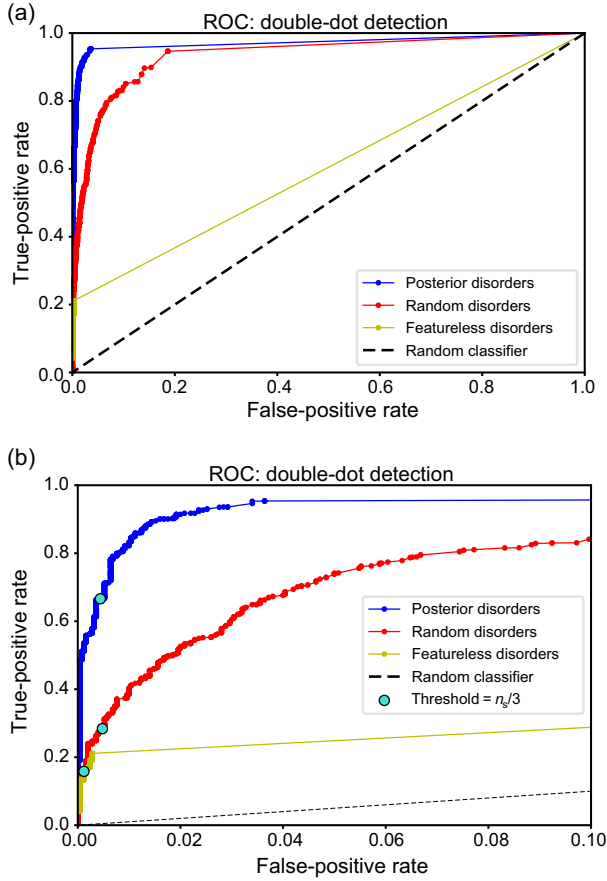 (a)
ROC: double-dot detection
True-positive rate
1.0
0.8
0.6
0.4
0.2
0.0
Posterior disorders
Random disorders
Featureless disorders
Random classifier
0.0 0.2 0.4 0.6 0.8 1.0
False-positive rate
(b)
ROC: double-dot detection
True-positive rate
1.0
0.8
0.6
0.4
0.2
0.0
Posterior disorders
Random disorders
Featureless disorders
Random classifier
Threshold = nₛ/3
0.00 0.02 0.04 0.06 0.08 0.10
False-positive rate